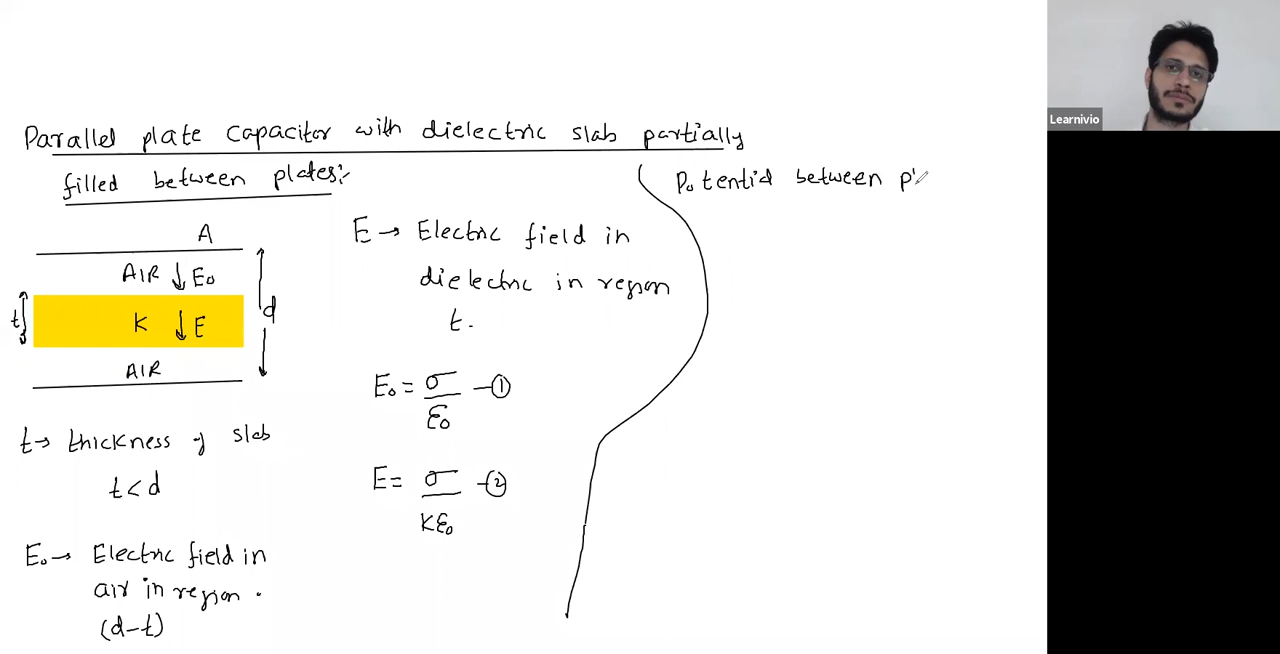 Parallel plate capacitor with dielectric slab partially
filled between plates:-
A
AIR ↓ E₀
t
K ↓ E
d
AIR
t → thickness of slab
t < d
E₀ → Electric field in
air in region.
(d-t)
E → Electric field in
dielectric in region
t.
E₀ = σ/ε₀ -①
E = σ/Kε₀ -②
Potential between
Learnivio